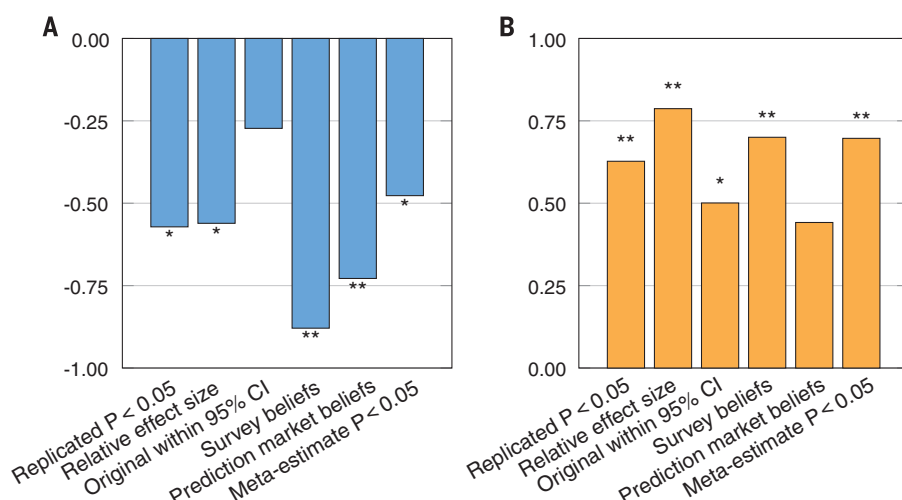 A
0.00
-0.25
-0.50
-0.75
-1.00
*
*
**
**
*
Replicated P < 0.05
Relative effect size
Original within 95% CI
Survey beliefs
Prediction market beliefs
Meta-estimate P < 0.05
B
1.00
0.75
0.50
0.25
0.00
**
**
*
**
**
Replicated P < 0.05
Relative effect size
Original within 95% CI
Survey beliefs
Prediction market beliefs
Meta-estimate P < 0.05